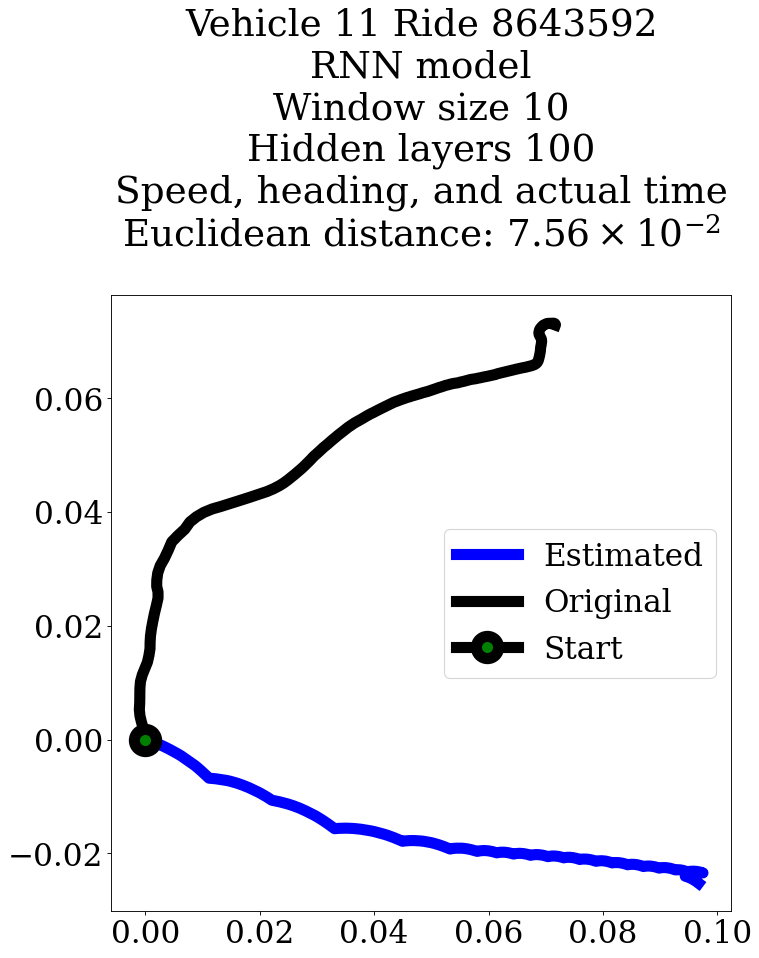 Vehicle 11 Ride 8643592
RNN model
Window size 10
Hidden layers 100
Speed, heading, and actual time
Euclidean distance: 7.56 × 10⁻²
0.06
0.04
0.02
0.00
−0.02
Estimated
Original
Start
0.00 0.02 0.04 0.06 0.08 0.10